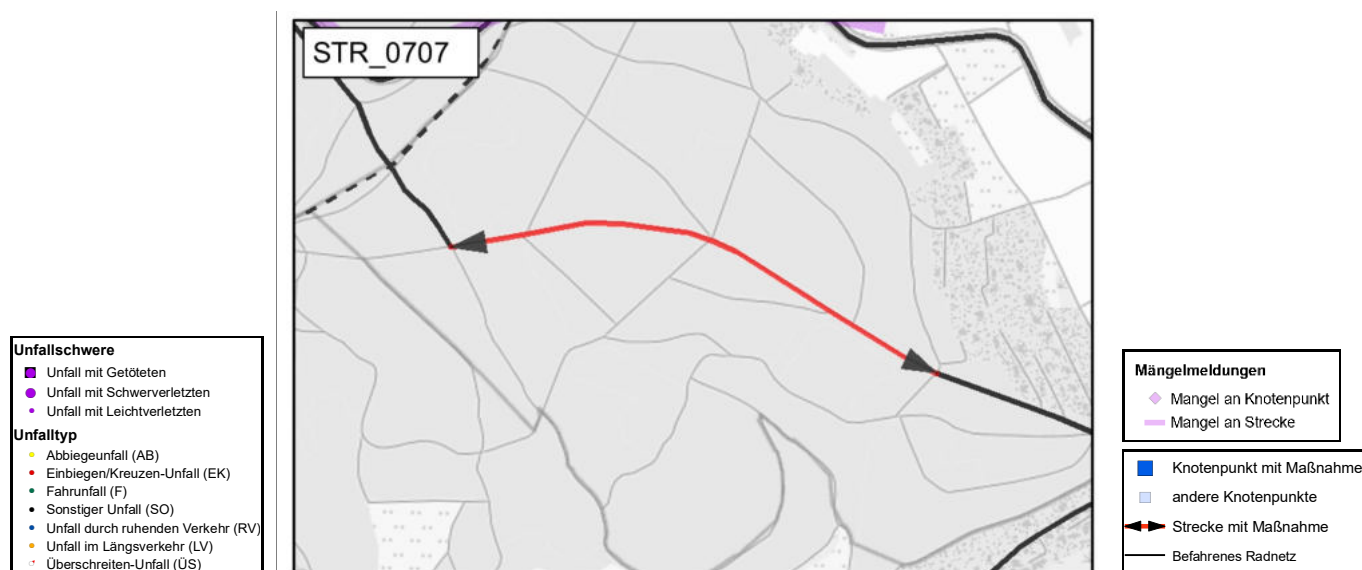 STR_0707
Unfallschwere
Unfall mit Getöteten
Unfall mit Schwerverletzten
Unfall mit Leichtverletzten
Unfalltyp
Abbiegeunfall (AB)
Einbiegen/Kreuzen-Unfall (EK)
Fahrunfall (F)
Sonstiger Unfall (SO)
Unfall durch ruhenden Verkehr (RV)
Unfall im Längsverkehr (LV)
Überschreiten-Unfall (ÜS)
Mängelmeldungen
Mangel an Knotenpunkt
Mangel an Strecke
Knotenpunkt mit Maßnahme
andere Knotenpunkte
Strecke mit Maßnahme
Befahrenes Radnetz